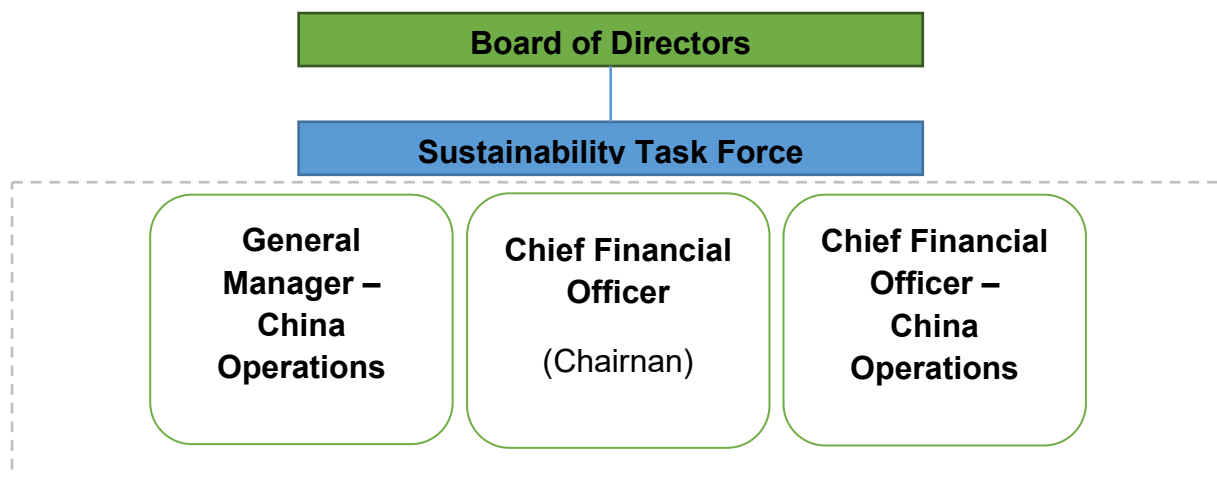 Board of Directors
Sustainability Task Force
General
Manager –
China
Operations
Chief Financial
Officer
(Chairnan)
Chief Financial
Officer –
China
Operations